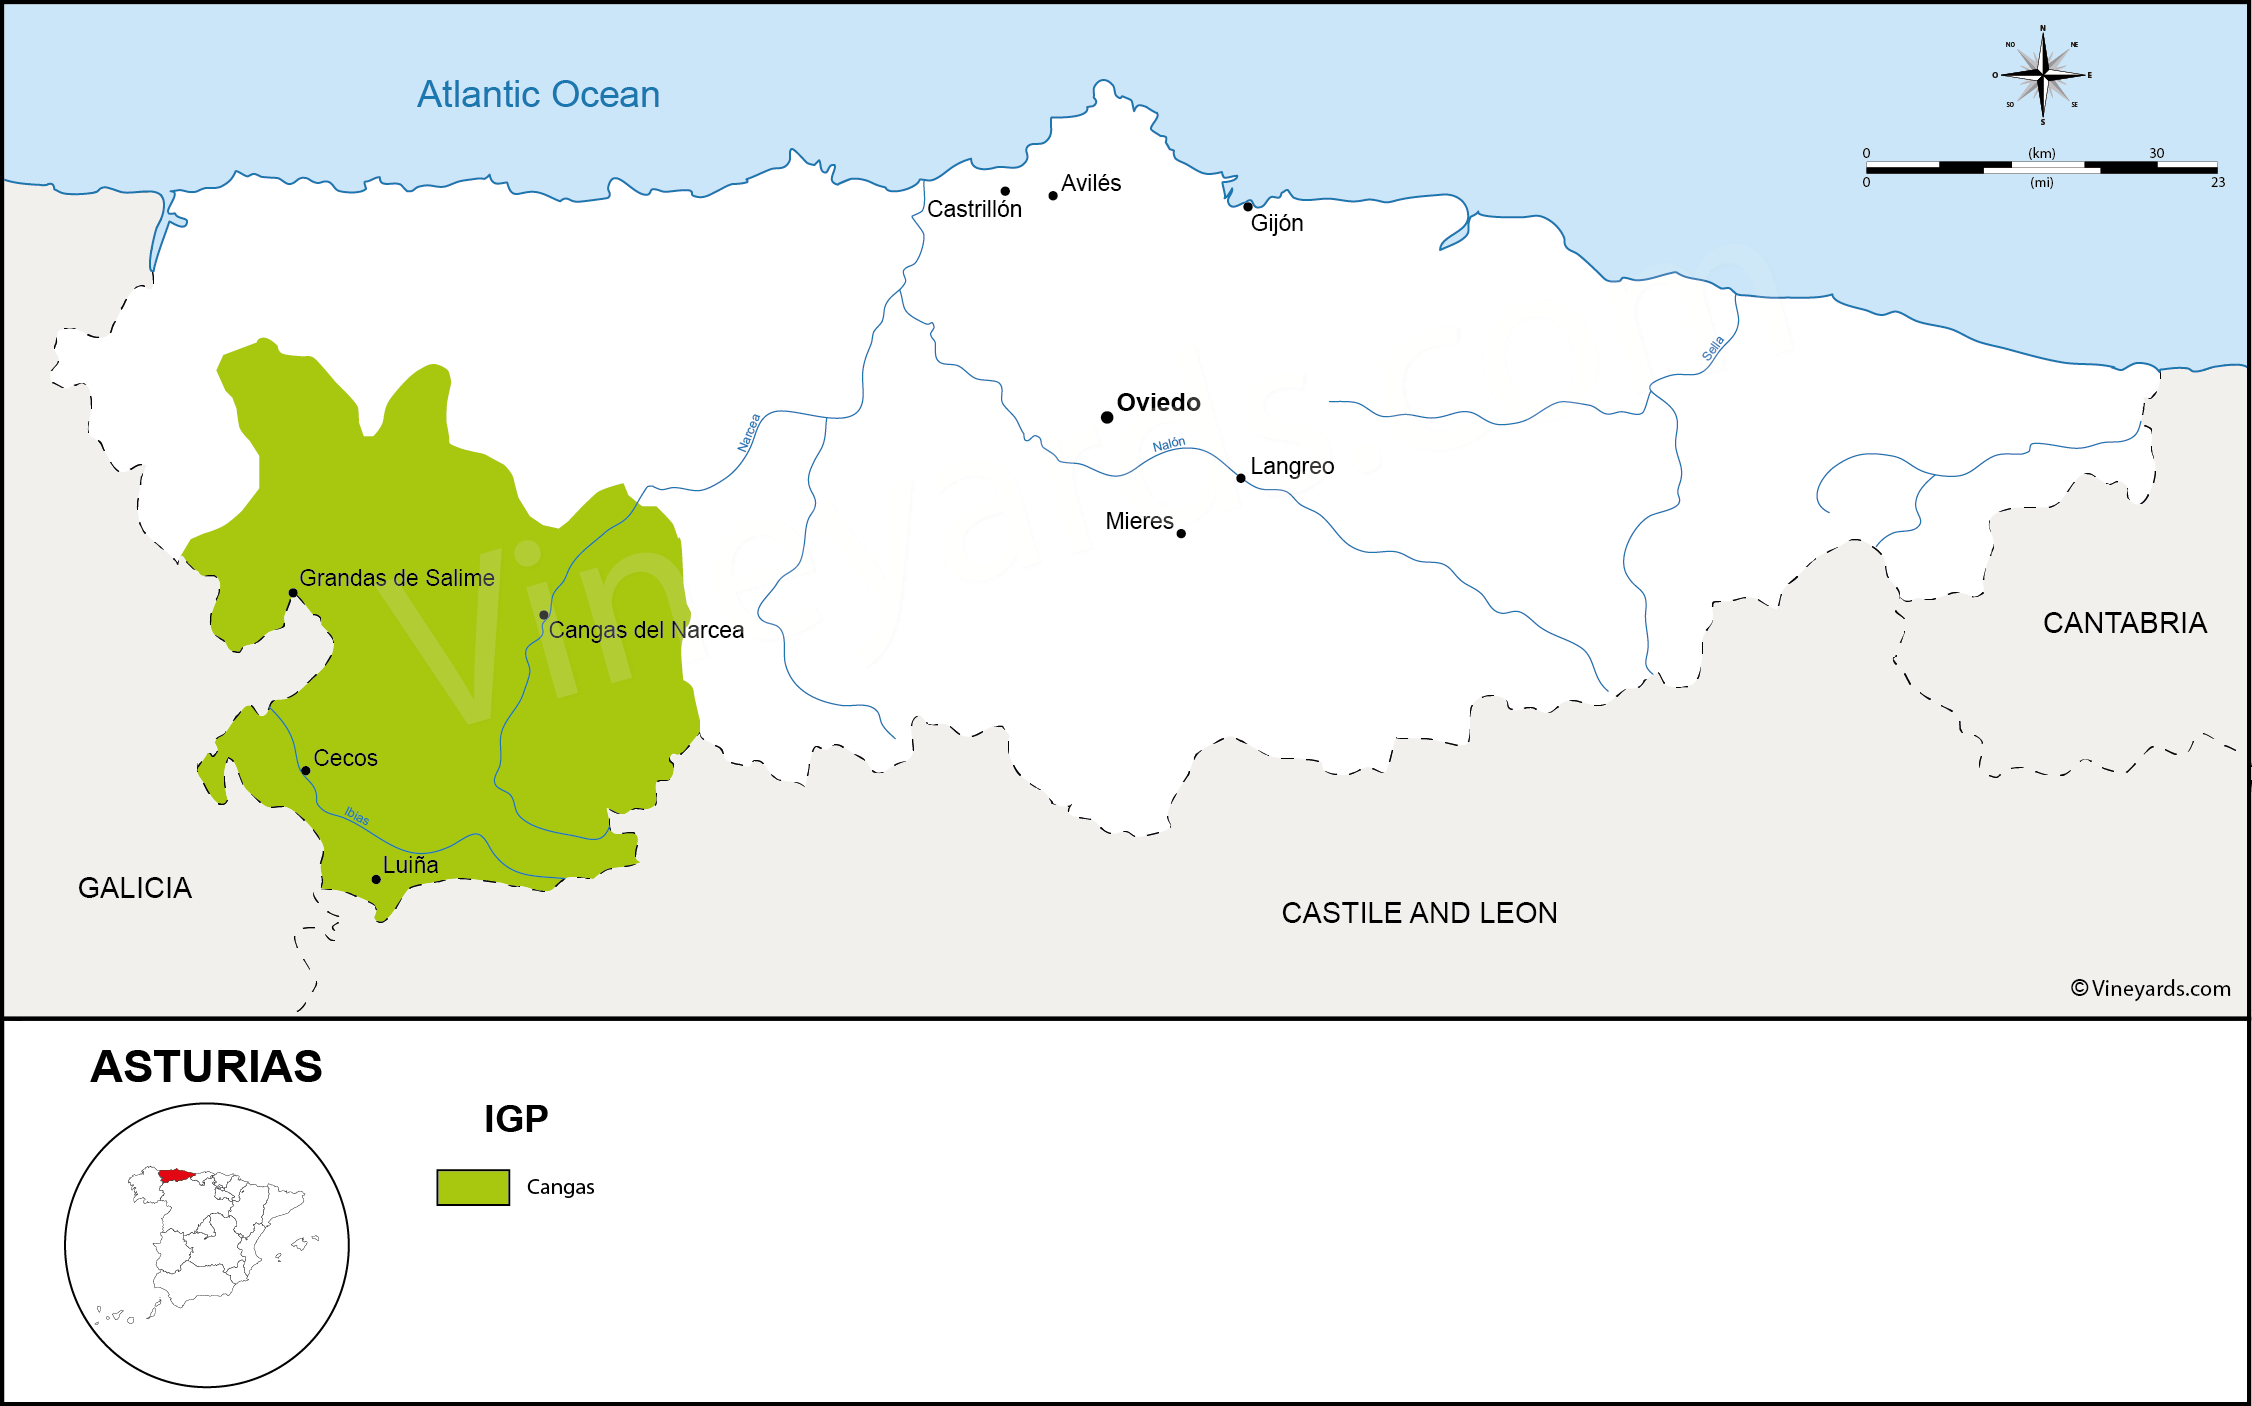 Atlantic Ocean
N
NO
NE
O
E
SO
SE
S
0
(km)
30
0
(mi)
23
Avilés
Castrillón
Gijón
Sella
Oviedo
Narcea
Nalón
Langreo
Mieres
Grandas de Salime
Cangas del Narcea
CANTABRIA
Cecos
Ibias
Luiña
GALICIA
CASTILE AND LEON
Vineyards.com
© Vineyards.com
ASTURIAS
IGP
Cangas